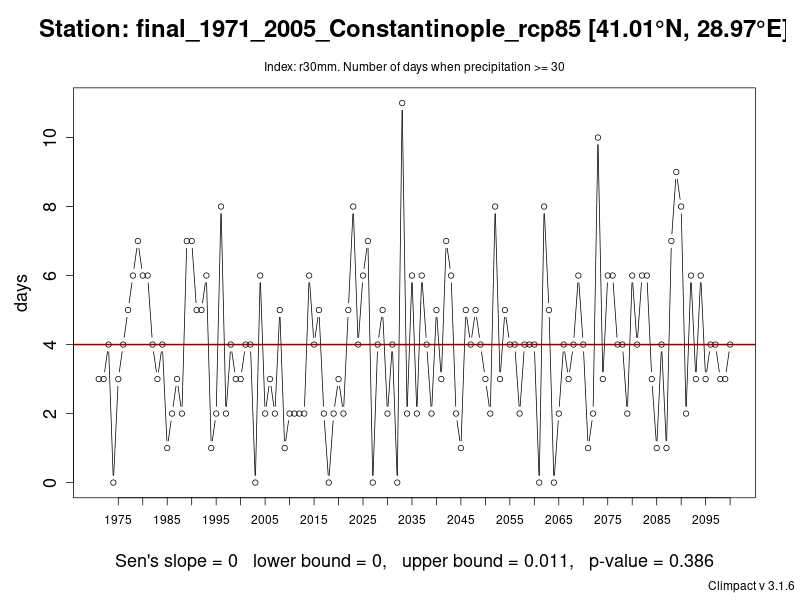 Station: final_1971_2005_Constantinople_rcp85 [41.01°N, 28.97°E]
Index: r30mm. Number of days when precipitation >= 30
days
10
8
6
4
2
0
1975 1985 1995 2005 2015 2025 2035 2045 2055 2065 2075 2085 2095
Sen's slope = 0 lower bound = 0, upper bound = 0.011, p-value = 0.386
Climpact v 3.1.6